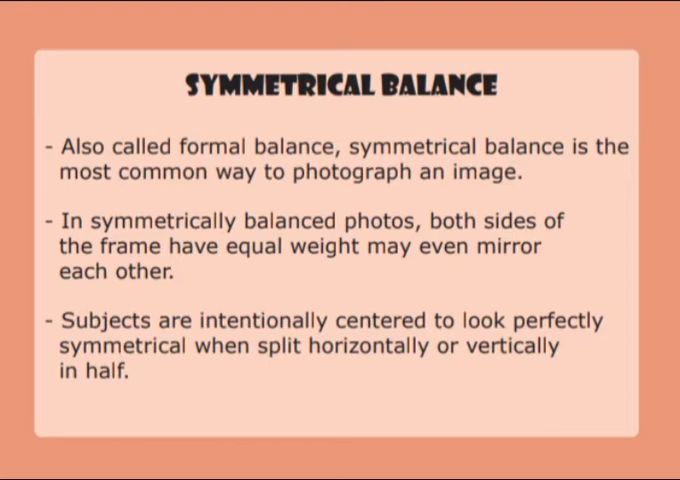 SYMMETRICAL BALANCE
- Also called formal balance, symmetrical balance is the
most common way to photograph an image.
- In symmetrically balanced photos, both sides of
the frame have equal weight may even mirror
each other.
- Subjects are intentionally centered to look perfectly
symmetrical when split horizontally or vertically
in half.